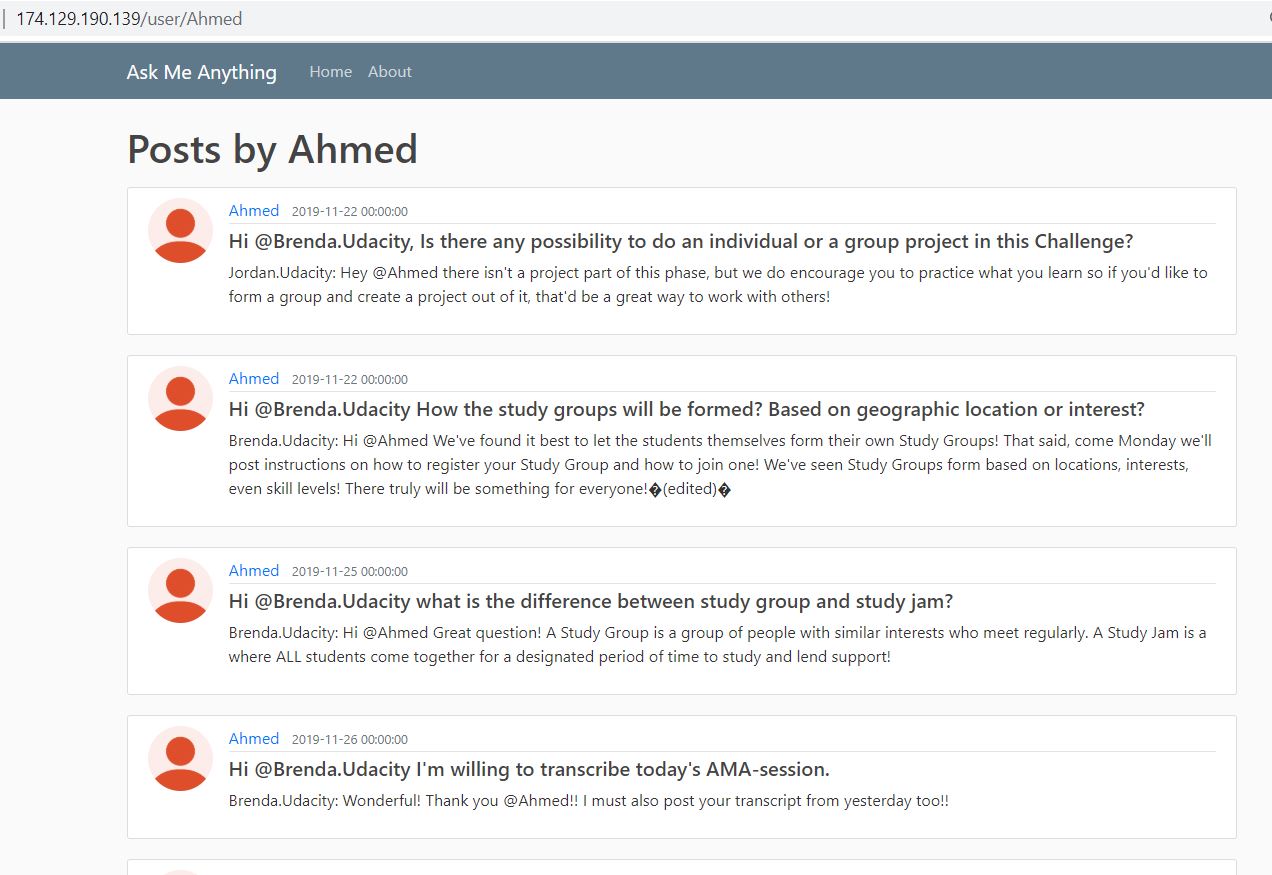 174.129.190.139/user/Ahmed
Ask Me Anything Home About
Posts by Ahmed
Ahmed 2019-11-22 00:00:00
Hi @Brenda.Udacity, Is there any possibility to do an individual or a group project in this Challenge?
Jordan.Udacity: Hey @Ahmed there isn't a project part of this phase, but we do encourage you to practice what you learn so if you'd like to
form a group and create a project out of it, that'd be a great way to work with others!
Ahmed 2019-11-22 00:00:00
Hi @Brenda.Udacity How the study groups will be formed? Based on geographic location or interest?
Brenda.Udacity: Hi @Ahmed We've found it best to let the students themselves form their own Study Groups! That said, come Monday we'll
post instructions on how to register your Study Group and how to join one! We've seen Study Groups form based on locations, interests,
even skill levels! There truly will be something for everyone!�(edited)�
Ahmed 2019-11-25 00:00:00
Hi @Brenda.Udacity what is the difference between study group and study jam?
Brenda.Udacity: Hi @Ahmed Great question! A Study Group is a group of people with similar interests who meet regularly. A Study Jam is a
where ALL students come together for a designated period of time to study and lend support!
Ahmed 2019-11-26 00:00:00
Hi @Brenda.Udacity I'm willing to transcribe today's AMA-session.
Brenda.Udacity: Wonderful! Thank you @Ahmed!! I must also post your transcript from yesterday too!!